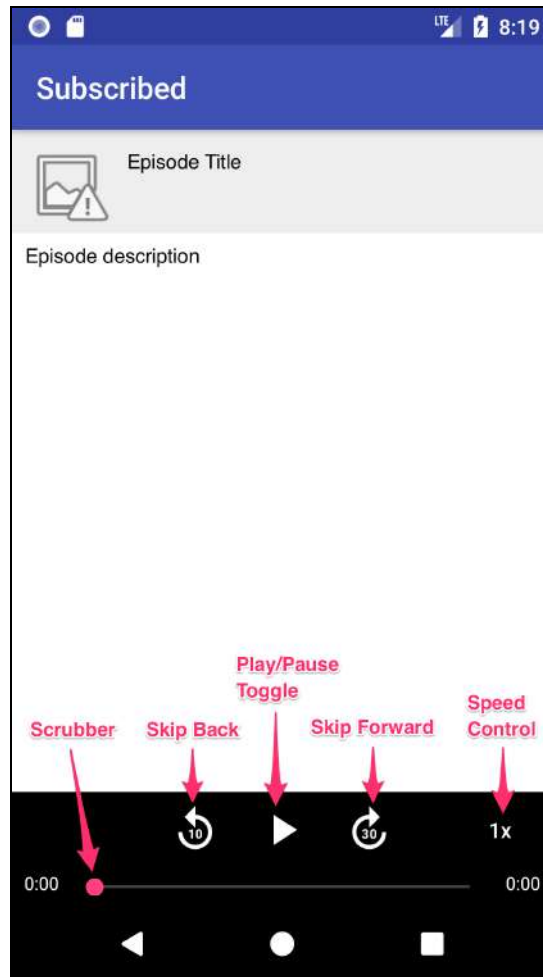 LTE 8:19
Subscribed
Episode Title
Episode description
Play/Pause
Toggle
Speed
Scrubber Skip Back Skip Forward Control
10 30 1x
0:00 0:00